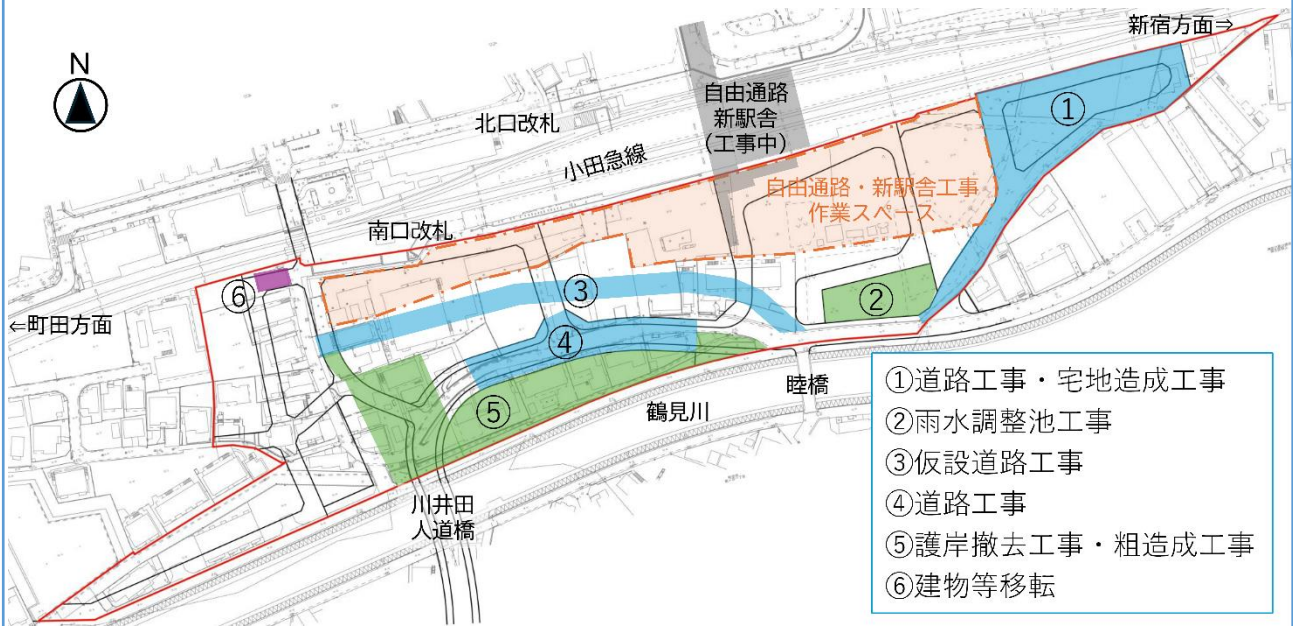 新宿方面⇒
N
①
自由通路
新駅舎
(工事中)
北口改札
小田急線
自由通路・新駅舎工事
作業スペース
南口改札
⑥
③
②
⇐町田方面
④
①道路工事・宅地造成工事
②雨水調整池工事
③仮設道路工事
④道路工事
⑤護岸撤去工事・粗造成工事
⑥建物等移転
睦橋
⑤
鶴見川
川井田
人道橋